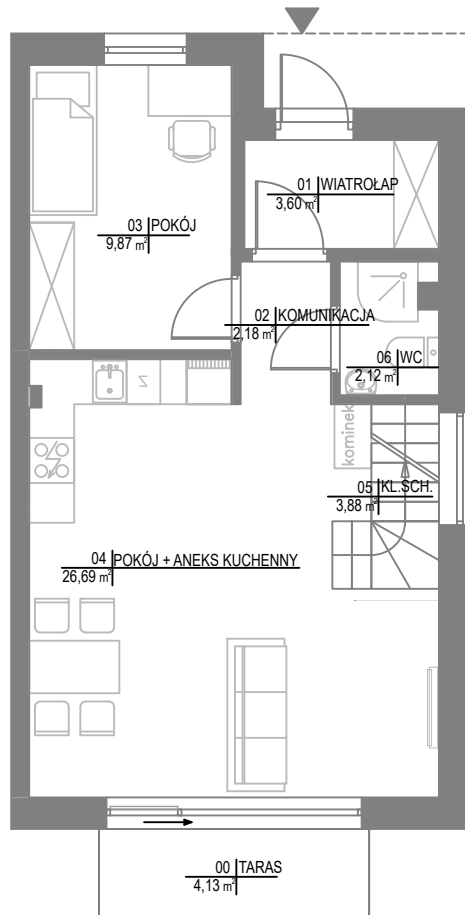 01 WIATROŁAP
3,60 m²
03 POKÓJ
9,87 m²
02 KOMUNIKACJA
2,18 m²
06 WC
2,12 m²
kominek
05 KL.SCH.
3,88 m²
04 POKÓJ + ANEKS KUCHENNY
26,69 m²
00 TARAS
4,13 m²